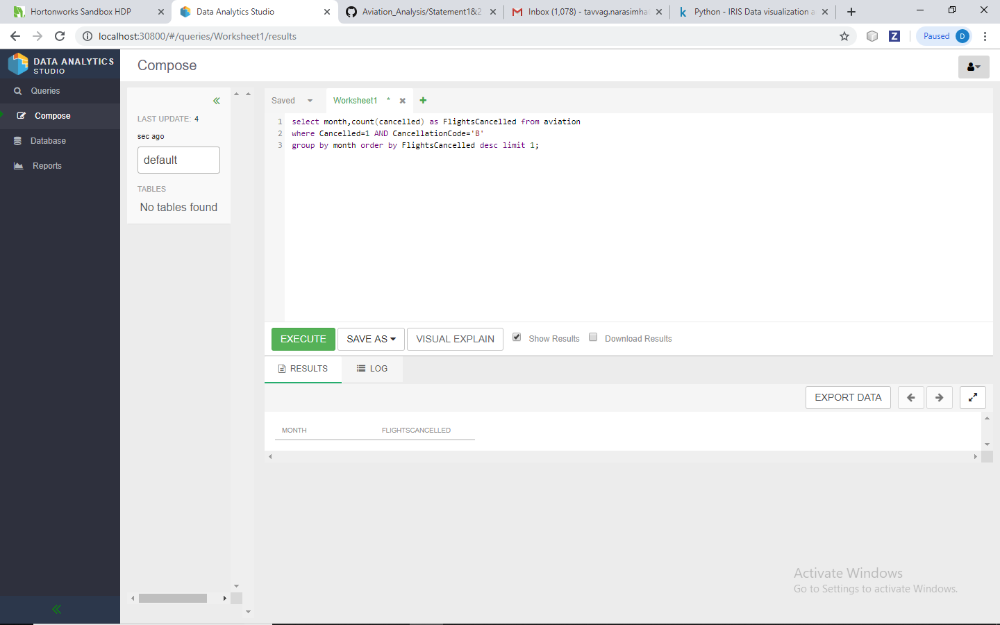 Hortonworks Sandbox HDP
Data Analytics Studio
Aviation_Analysis/Statement1&2
Inbox (1,078) - tavvag.narasimha
Python - IRIS Data visualization a
localhost:30800/#/queries/Worksheet1/results
Z
Paused D
DATA ANALYTICS
STUDIO
Compose
Queries
Compose
Database
Reports
LAST UPDATE: 4
sec ago
default
TABLES
No tables found
Saved
Worksheet1 *
1 select month,count(cancelled) as FlightsCancelled from aviation
2 where Cancelled=1 AND CancellationCode='B'
3 group by month order by FlightsCancelled desc limit 1;
EXECUTE SAVE AS VISUAL EXPLAIN Show Results Download Results
RESULTS LOG
EXPORT DATA
MONTH FLIGHTSCANCELLED
Activate Windows
Go to Settings to activate Windows.